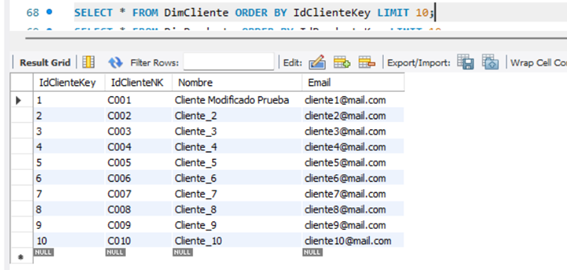 68 SELECT * FROM DimCliente ORDER BY IdClienteKey LIMIT 10;
Result Grid Filter Rows: Edit: Export/Import: Wrap Cell Co
IdClienteKey IdClienteNK Nombre Email
1 C001 Cliente Modificado Prueba cliente1@mail.com
2 C002 Cliente_2 cliente2@mail.com
3 C003 Cliente_3 cliente3@mail.com
4 C004 Cliente_4 cliente4@mail.com
5 C005 Cliente_5 cliente5@mail.com
6 C006 Cliente_6 cliente6@mail.com
7 C007 Cliente_7 cliente7@mail.com
8 C008 Cliente_8 cliente8@mail.com
9 C009 Cliente_9 cliente9@mail.com
10 C010 Cliente_10 cliente10@mail.com
NULL NULL NULL NULL